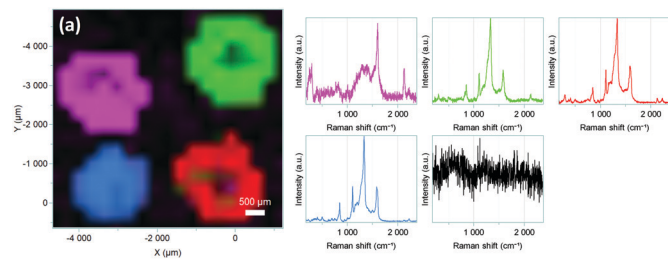 (a)
-4 000
-3 000
-2 000
-1 000
0
Y (µm)
-4 000
-2 000
0
X (µm)
500 µm
Intensity (a.u.)
1 000
2 000
Raman shift (cm⁻¹)
Intensity (a.u.)
1 000
2 000
Raman shift (cm⁻¹)
Intensity (a.u.)
1 000
2 000
Raman shift (cm⁻¹)
Intensity (a.u.)
1 000
2 000
Raman shift (cm⁻¹)
Intensity (a.u.)
1 000
2 000
Raman shift (cm⁻¹)